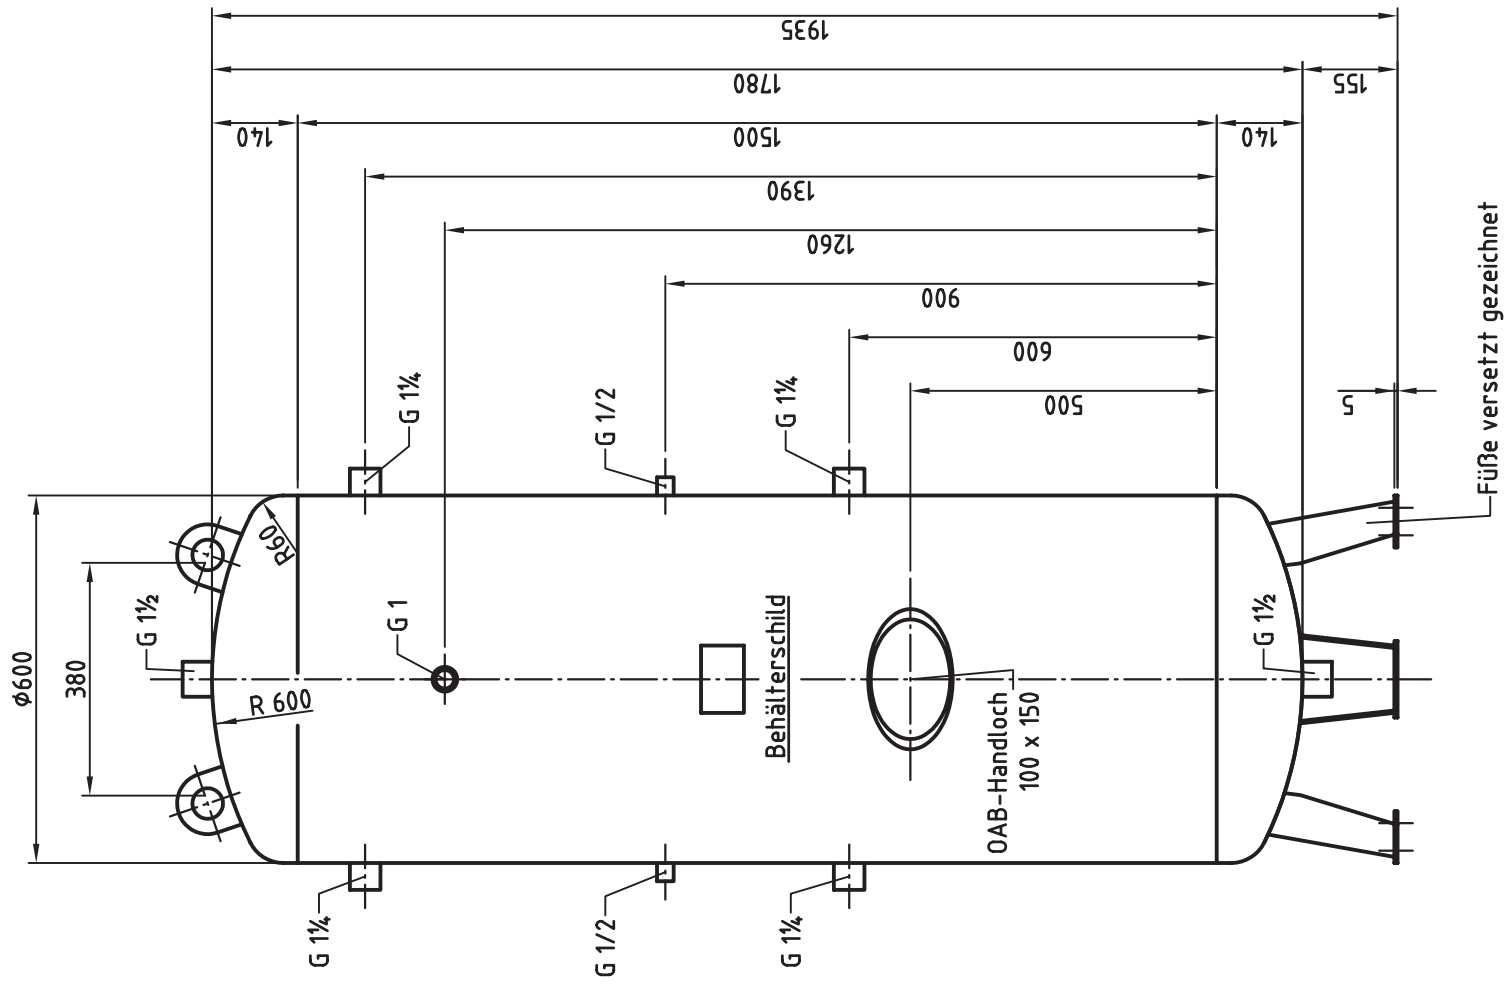 1935
1780
155
140
1500
140
1390
1260
900
600
500
5
G 1¼
G 1/2
G 1¼
Füße versetzt gezeichnet
R60
ϕ600
380
G 1½
G 1
R 600
Behälterschild
OAB-Handloch
100 x 150
G 1½
G 1¼
G 1/2
G 1¼